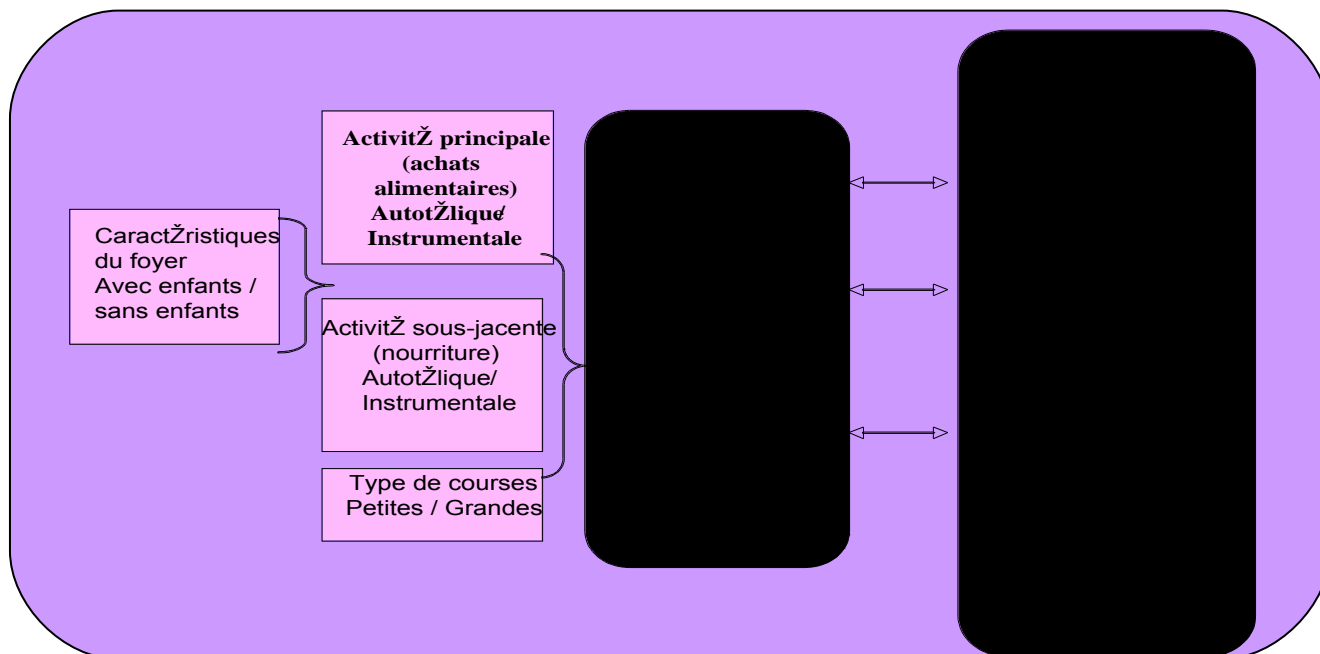 CaractŽristiques
du foyer
Avec enfants /
sans enfants
ActivitŽ principale
(achats
alimentaires)
AutotŽlique/
Instrumentale
ActivitŽ sous-jacente
(nourriture)
AutotŽlique/
Instrumentale
Type de courses
Petites / Grandes